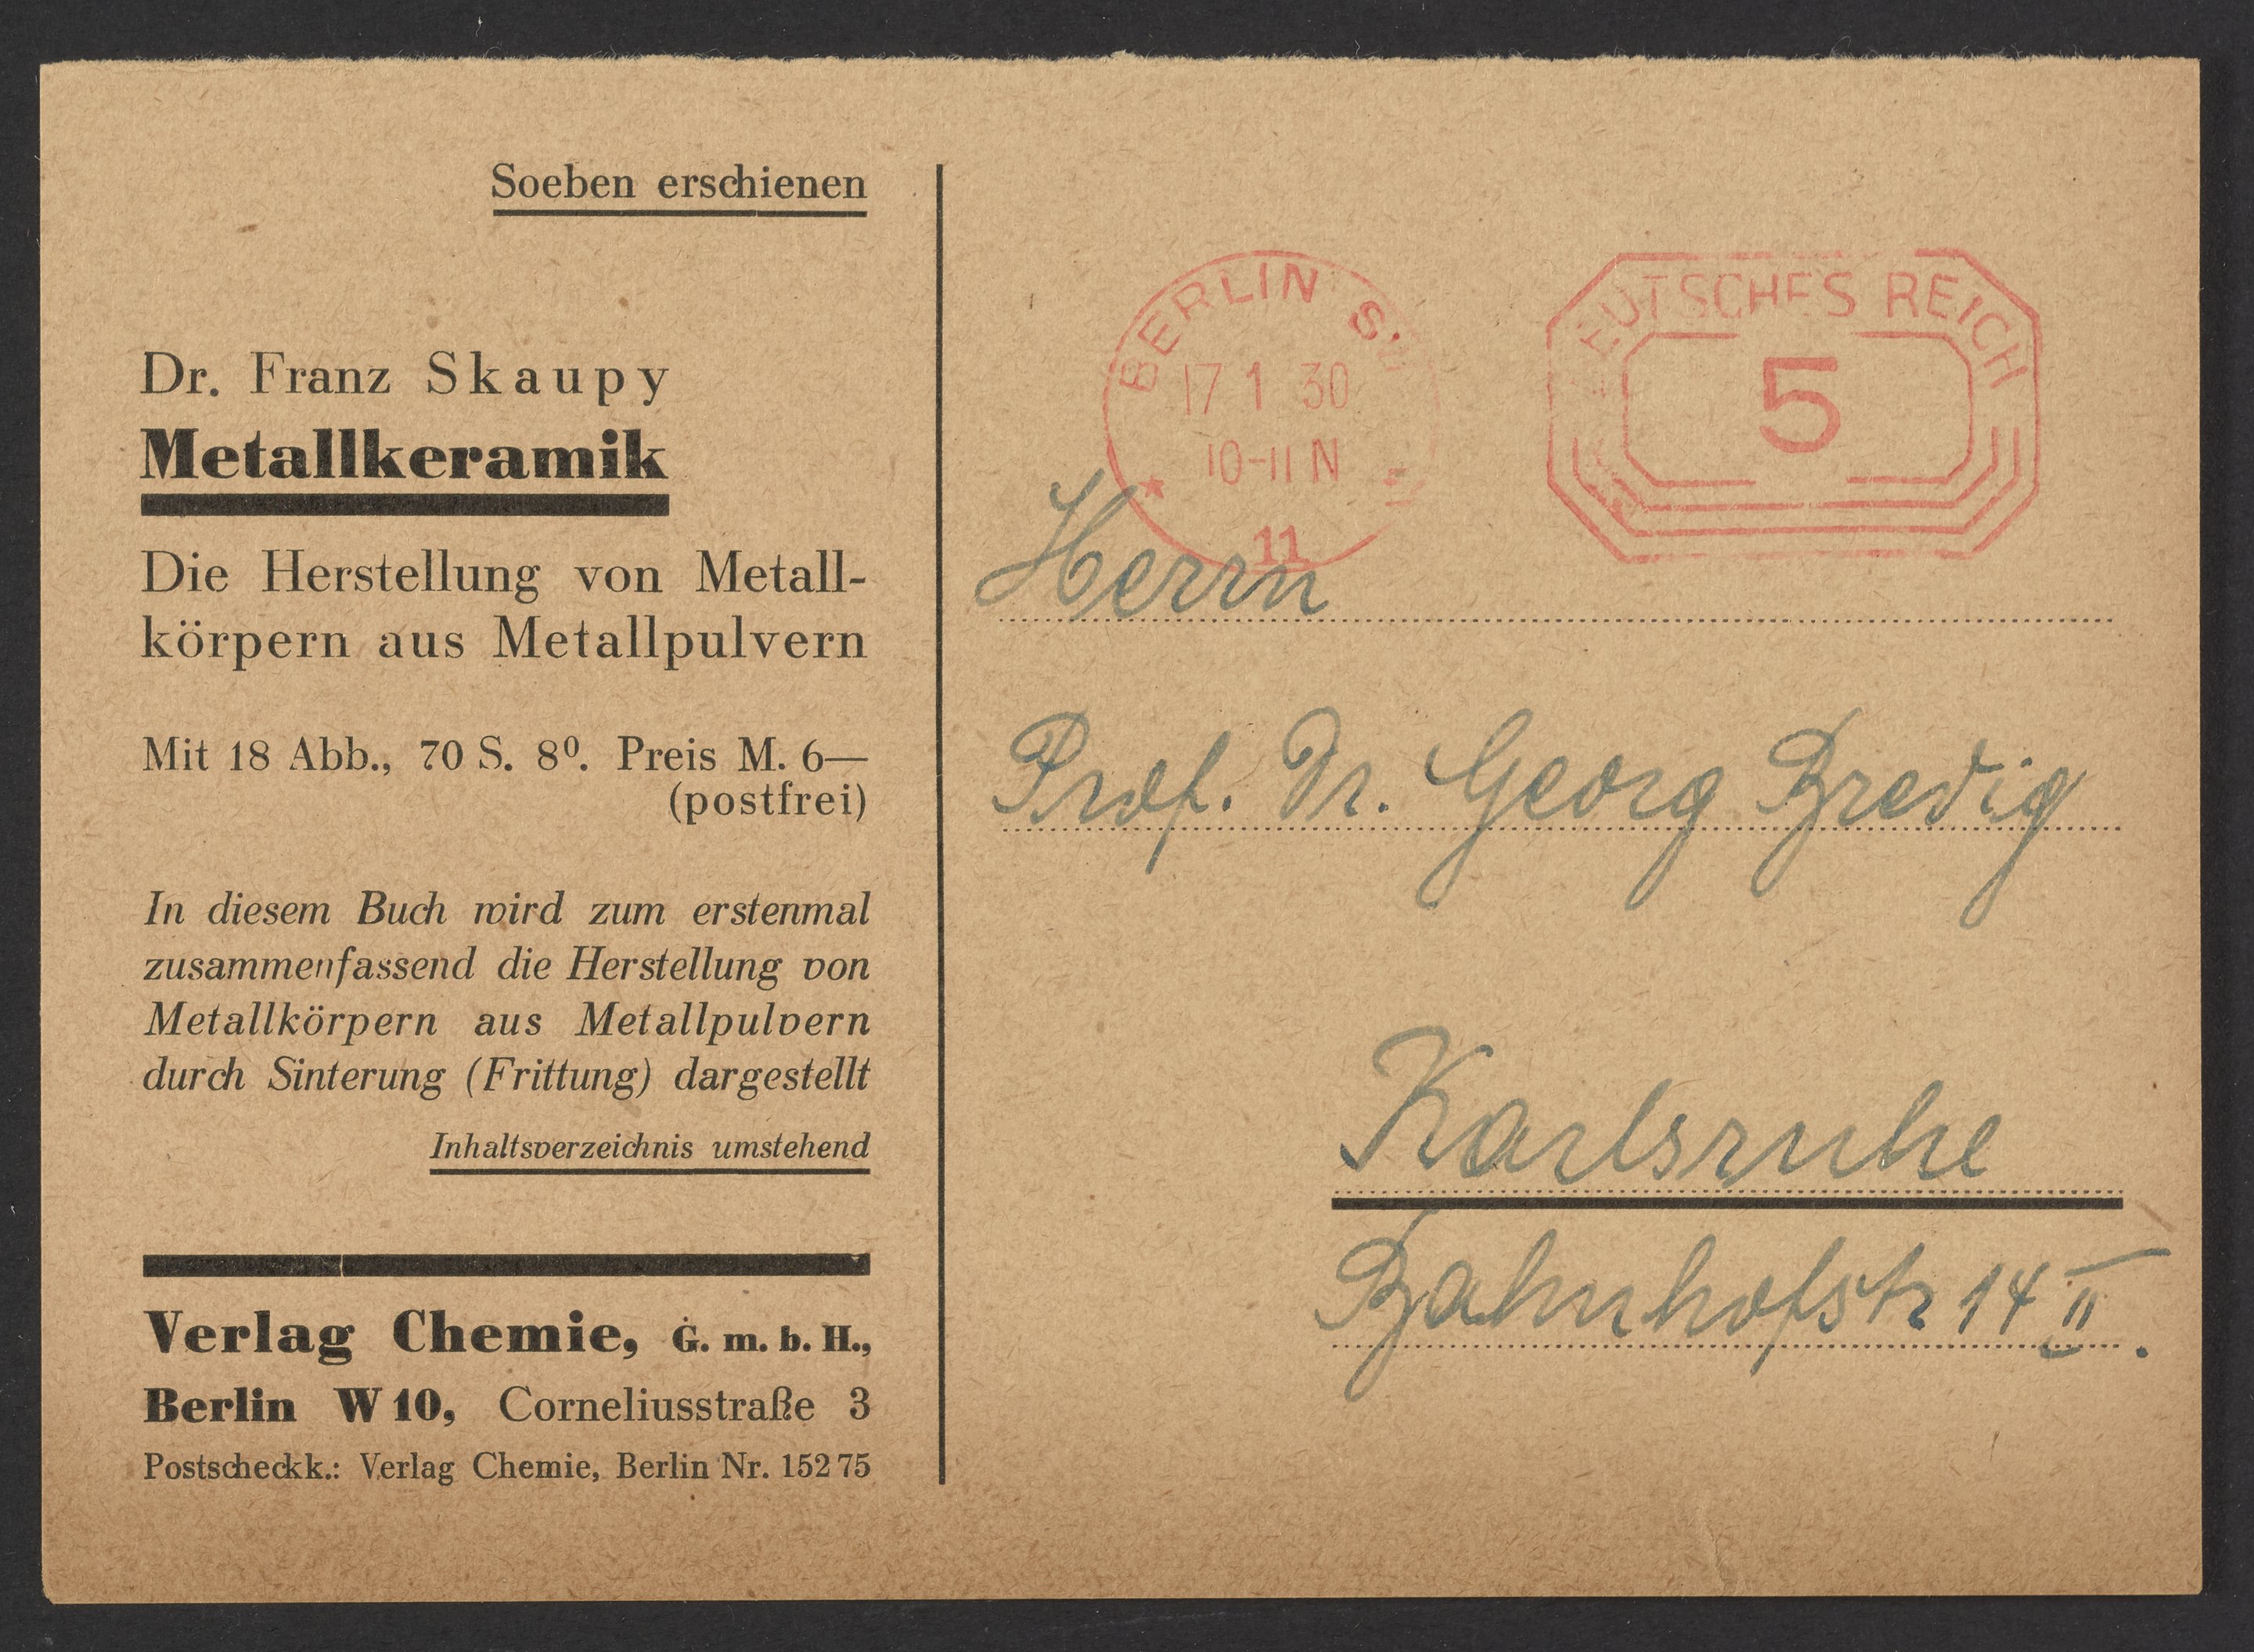 Soeben erschienen
Dr. Franz Skaupy
Metallkeramik
Die Herstellung von Metall-
körpern aus Metallpulvern
Mit 18 Abb., 70 S. 8⁰. Preis M. 6—
(postfrei)
In diesem Buch wird zum erstenmal
zusammenfassend die Herstellung von
Metallkörpern aus Metallpulvern
durch Sinterung (Frittung) dargestellt
Inhaltsverzeichnis umstehend
Verlag Chemie, G. m. b. H.,
Berlin W 10, Corneliusstraße 3
Postscheckk.: Verlag Chemie, Berlin Nr. 152 75
BERLIN
17 1 30
10-11 N
11
DEUTSCHES REICH
5
Herrn
Prof. Dr. Georg Bredig
Karlsruhe
Bahnhofstr 14 II.